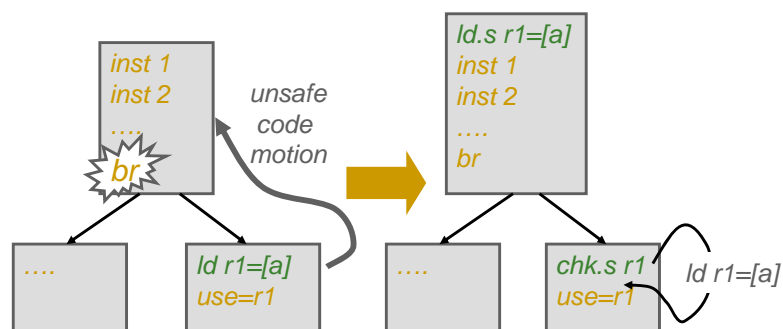 inst 1
inst 2
....
br
unsafe
code
motion
....
ld r1=[a]
use=r1
ld.s r1=[a]
inst 1
inst 2
....
br
....
chk.s r1
use=r1
ld r1=[a]